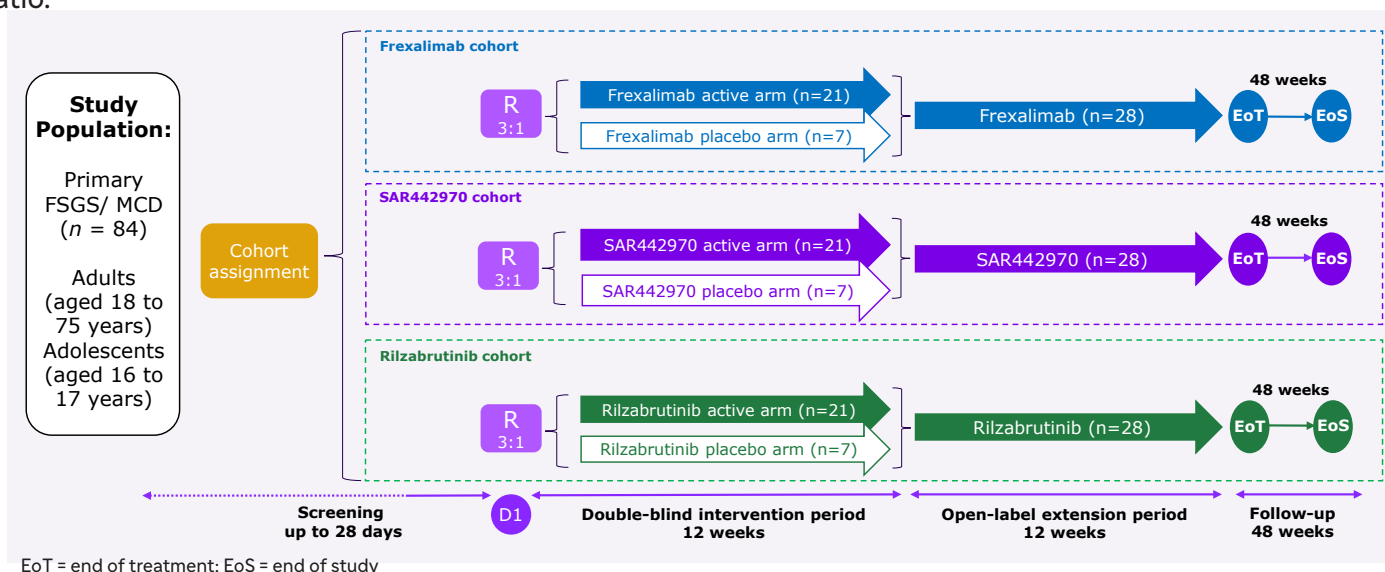 atio.
Study
Population:
Primary
FSGS/ MCD
(n = 84)
Adults
(aged 18 to
75 years)
Adolescents
(aged 16 to
17 years)
Cohort
assignment
Frexalimab cohort
R
3:1
Frexalimab active arm (n=21)
Frexalimab placebo arm (n=7)
Frexalimab (n=28)
48 weeks
EoT
EoS
SAR442970 cohort
R
3:1
SAR442970 active arm (n=21)
SAR442970 placebo arm (n=7)
SAR442970 (n=28)
48 weeks
EoT
EoS
Rilzabrutinib cohort
R
3:1
Rilzabrutinib active arm (n=21)
Rilzabrutinib placebo arm (n=7)
Rilzabrutinib (n=28)
48 weeks
EoT
EoS
Screening
up to 28 days
D1
Double-blind intervention period
12 weeks
Open-label extension period
12 weeks
Follow-up
48 weeks
EoT = end of treatment; EoS = end of study